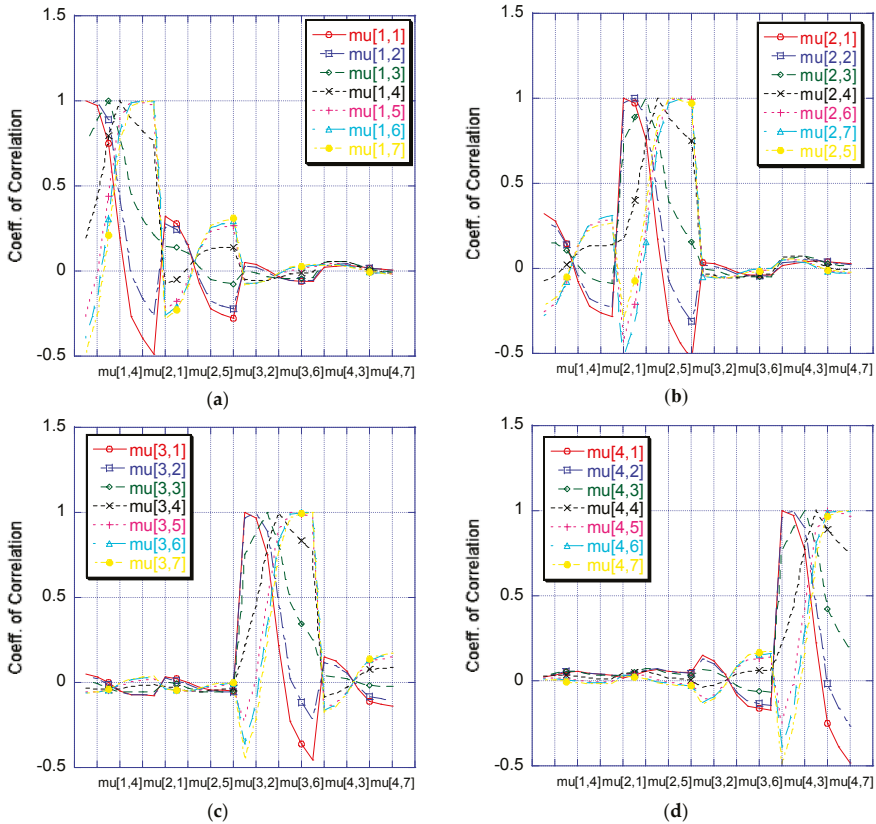 1.5
1
0.5
0
-0.5
Coeff. of Correlation
mu[1,1]
mu[1,2]
mu[1,3]
mu[1,4]
mu[1,5]
mu[1,6]
mu[1,7]
mu[1,4] mu[2,1] mu[2,5] mu[3,2] mu[3,6] mu[4,3] mu[4,7]
(a)
1.5
1
0.5
0
-0.5
Coeff. of Correlation
mu[2,1]
mu[2,2]
mu[2,3]
mu[2,4]
mu[2,6]
mu[2,7]
mu[2,5]
mu[1,4] mu[2,1] mu[2,5] mu[3,2] mu[3,6] mu[4,3] mu[4,7]
(b)
1.5
1
0.5
0
-0.5
Coeff. of Correlation
mu[3,1]
mu[3,2]
mu[3,3]
mu[3,4]
mu[3,5]
mu[3,6]
mu[3,7]
mu[1,4] mu[2,1] mu[2,5] mu[3,2] mu[3,6] mu[4,3] mu[4,7]
(c)
1.5
1
0.5
0
-0.5
Coeff. of Correlation
mu[4,1]
mu[4,2]
mu[4,3]
mu[4,4]
mu[4,5]
mu[4,6]
mu[4,7]
mu[1,4] mu[2,1] mu[2,5] mu[3,2] mu[3,6] mu[4,3] mu[4,7]
(d)